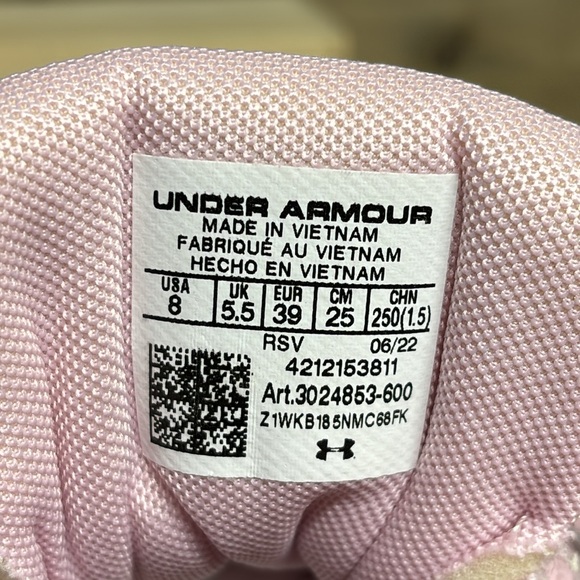 UNDER ARMOUR
MADE IN VIETNAM
FABRIQUÉ AU VIETNAM
HECHO EN VIETNAM
USA UK EUR CM CHN
8 5.5 39 25 250(1.5)
RSV 06/22
4212153811
Art.3024853-600
Z1WKB185NMC68FK